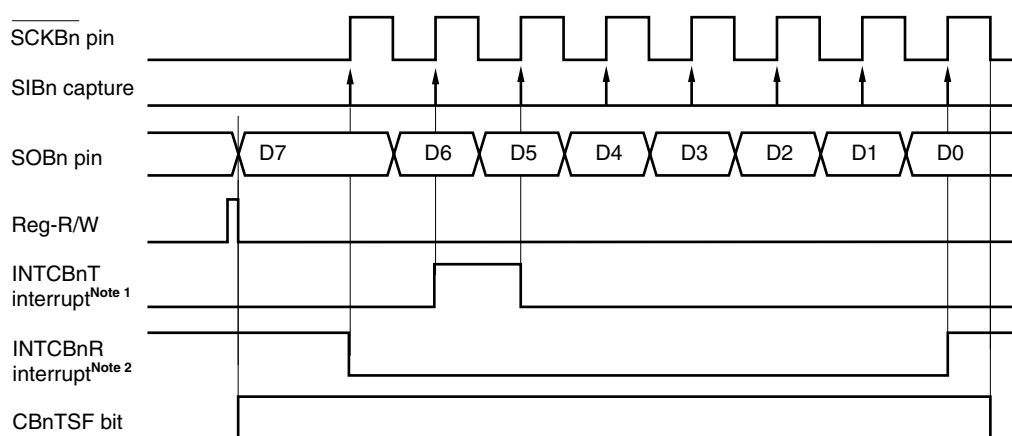 SCKBn pin
SIBn capture
SOBn pin D7 D6 D5 D4 D3 D2 D1 D0
Reg-R/W
INTCBnT
interruptNote 1
INTCBnR
interruptNote 2
CBnTSF bit